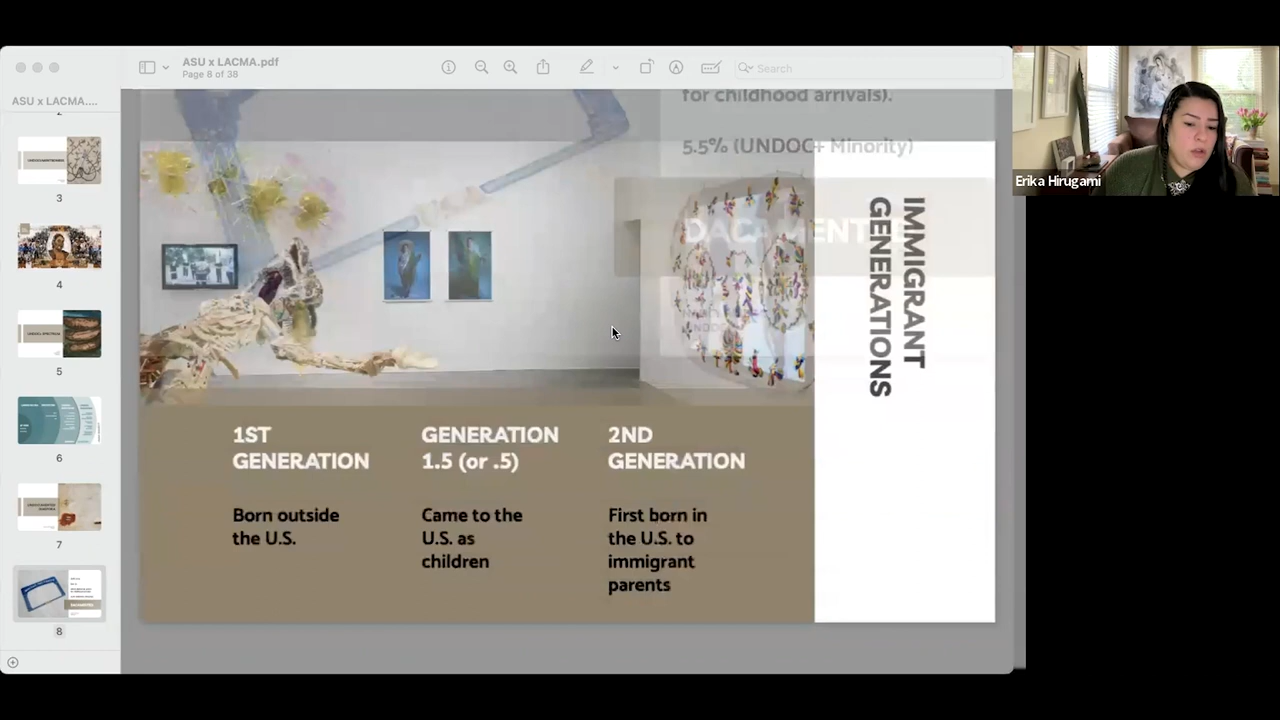 ASU x LACMA.pdf
Page 8 of 38
Search
ASU x LACMA....
3
4
5
6
7
8
for childhood arrivals).
5.5% (UNDOC+ Minority)
IMMIGRANT
GENERATIONS
1ST
GENERATION
Born outside
the U.S.
GENERATION
1.5 (or .5)
Came to the
U.S. as
children
2ND
GENERATION
First born in
the U.S. to
immigrant
parents
Erika Hirugami